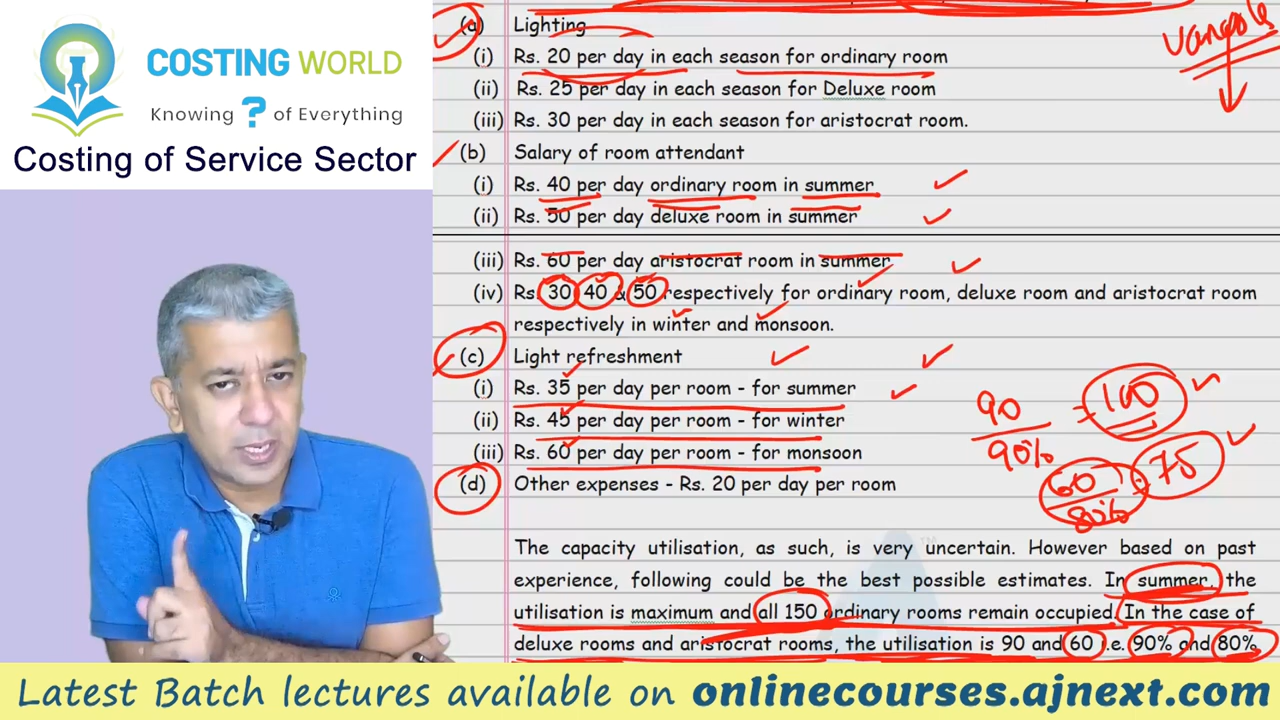 COSTING WORLD
Knowing ? of Everything
Costing of Service Sector
(a) Lighting
(i) Rs. 20 per day in each season for ordinary room
(ii) Rs. 25 per day in each season for Deluxe room
(iii) Rs. 30 per day in each season for aristocrat room.
(b) Salary of room attendant
(i) Rs. 40 per day ordinary room in summer
(ii) Rs. 50 per day deluxe room in summer
(iii) Rs. 60 per day aristocrat room in summer
(iv) Rs. 30 40 & 50 respectively for ordinary room, deluxe room and aristocrat room
respectively in winter and monsoon.
(c) Light refreshment
(i) Rs. 35 per day per room - for summer
(ii) Rs. 45 per day per room - for winter
(iii) Rs. 60 per day per room - for monsoon
(d) Other expenses - Rs. 20 per day per room
90
90%
= 100
60
80%
= 75
The capacity utilisation, as such, is very uncertain. However based on past
experience, following could be the best possible estimates. In summer, the
utilisation is maximum and all 150 ordinary rooms remain occupied. In the case of
deluxe rooms and aristocrat rooms, the utilisation is 90 and 60 i.e. 90% and 80%
Latest Batch lectures available on onlinecourses.ajnext.com